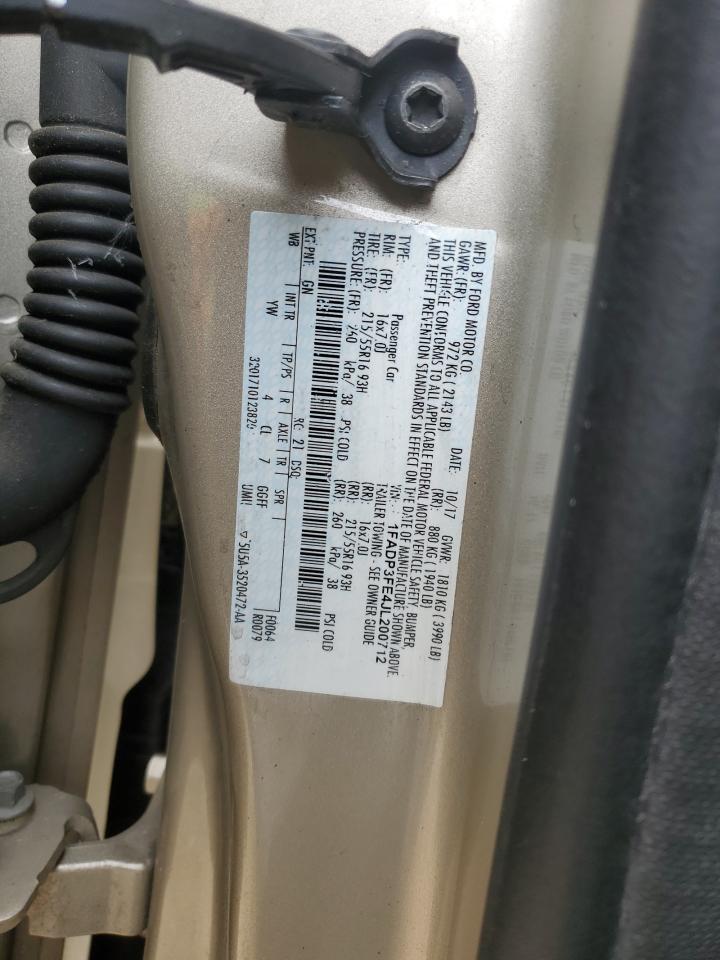 MFD. BY FORD MOTOR CO. DATE: 10/17 GVWR: 1810 KG (3990 LB)
GAWR: (FR): 972 KG (2143 LB) (RR): 880 KG (1940 LB)
THIS VEHICLE CONFORMS TO ALL APPLICABLE FEDERAL MOTOR VEHICLE SAFETY, BUMPER,
AND THEFT PREVENTION STANDARDS IN EFFECT ON THE DATE OF MANUFACTURE SHOWN ABOVE.
VIN: 1FADP3FE4JL200712
TYPE: Passenger Car TRAILER TOWING - SEE OWNER GUIDE
RIM: (FR): 16x7.0J (RR): 16x7.0J
TIRE: (FR): 215/55R16 93H (RR): 215/55R16 93H
PRESSURE: (FR): 260 kPa/ 38 PSI COLD (RR): 260 kPa/ 38 PSI COLD
EXT PNT: GN RC: 21 DSO:
WB INT TR TP/PS R AXLE TR SPR F0064
YW 4 CL 7 GGFF R0079
UMII 5U5A-3520472-AA